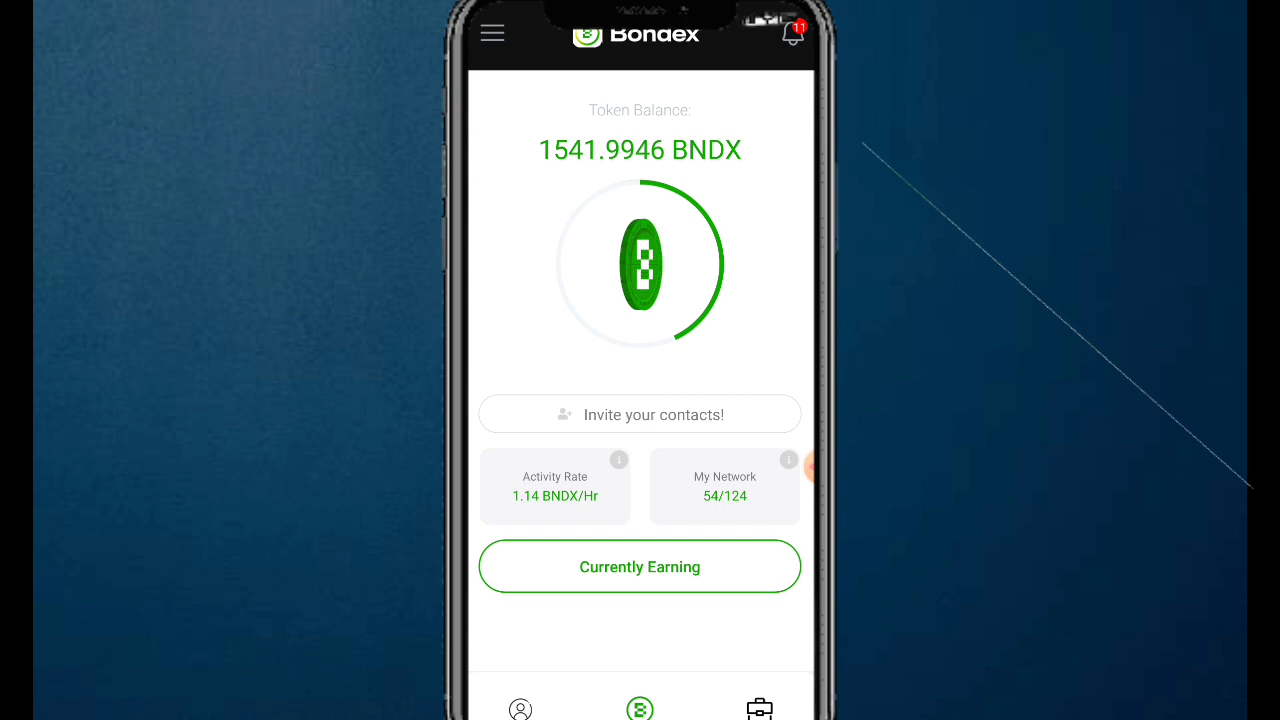 Bondex
11
Token Balance:
1541.9946 BNDX
Invite your contacts!
Activity Rate
1.14 BNDX/Hr
My Network
54/124
Currently Earning